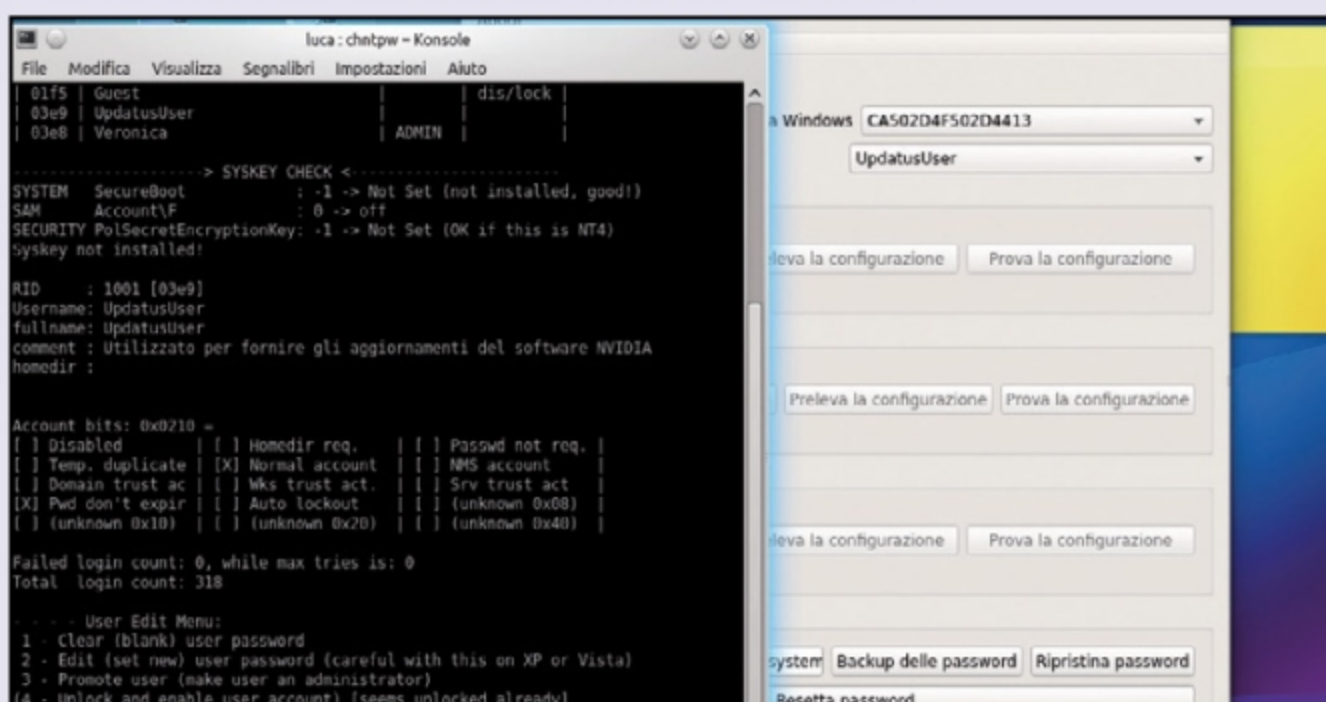 luca : chntpw – Konsole
File Modifica Visualizza Segnalibri Impostazioni Aiuto
| 01f5 | Guest | | dis/lock |
| 03e9 | UpdatusUser | | |
| 03e8 | Veronica | ADMIN | |
---------------------> SYSKEY CHECK <-----------------------
SYSTEM SecureBoot : -1 -> Not Set (not installed, good!)
SAM Account\F : 0 -> off
SECURITY PolSecretEncryptionKey: -1 -> Not Set (OK if this is NT4)
Syskey not installed!
RID : 1001 [03e9]
Username: UpdatusUser
fullname: UpdatusUser
comment : Utilizzato per fornire gli aggiornamenti del software NVIDIA
homedir :
Account bits: 0x0210 =
[ ] Disabled | [ ] Homedir req. | [ ] Passwd not req. |
[ ] Temp. duplicate | [X] Normal account | [ ] NMS account |
[ ] Domain trust ac | [ ] Wks trust act. | [ ] Srv trust act |
[X] Pwd don't expir | [ ] Auto lockout | [ ] (unknown 0x08) |
[ ] (unknown 0x10) | [ ] (unknown 0x20) | [ ] (unknown 0x40) |
Failed login count: 0, while max tries is: 0
Total login count: 318
- - - - User Edit Menu:
1 - Clear (blank) user password
2 - Edit (set new) user password (careful with this on XP or Vista)
3 - Promote user (make user an administrator)
(4 - Unlock and enable user account) [seems unlocked already]
a Windows CA502D4F502D4413
UpdatusUser
eleva la configurazione Prova la configurazione
Preleva la configurazione Prova la configurazione
eleva la configurazione Prova la configurazione
system Backup delle password Ripristina password
Resetta password